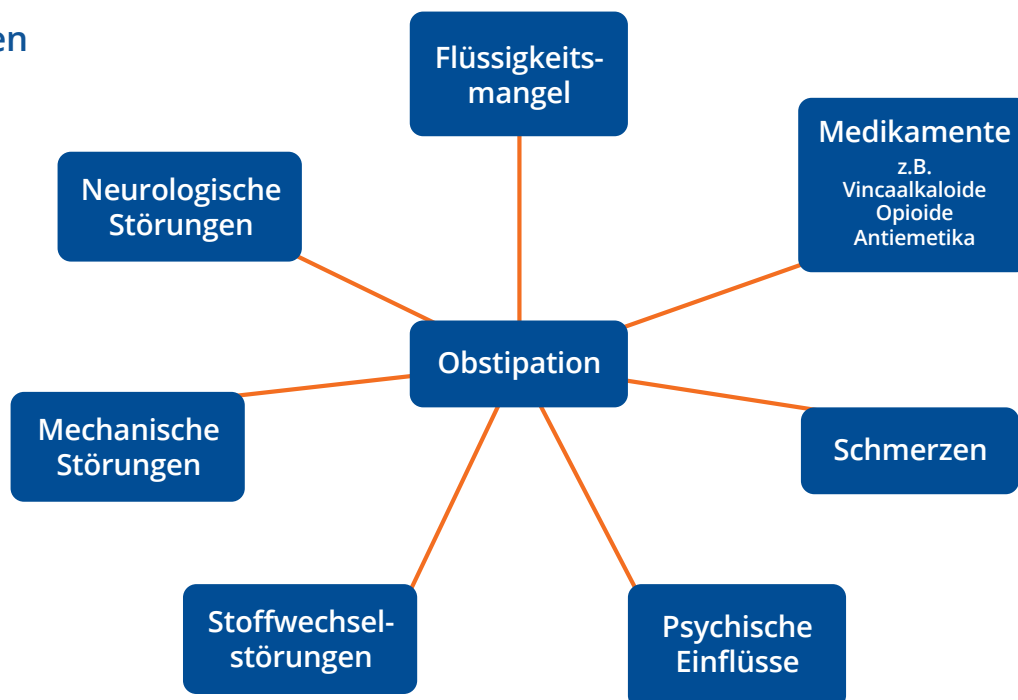 en
Flüssigkeits-
mangel
Medikamente
z.B.
Vincaalkaloide
Opioide
Antiemetika
Neurologische
Störungen
Obstipation
Mechanische
Störungen
Schmerzen
Stoffwechsel-
störungen
Psychische
Einflüsse